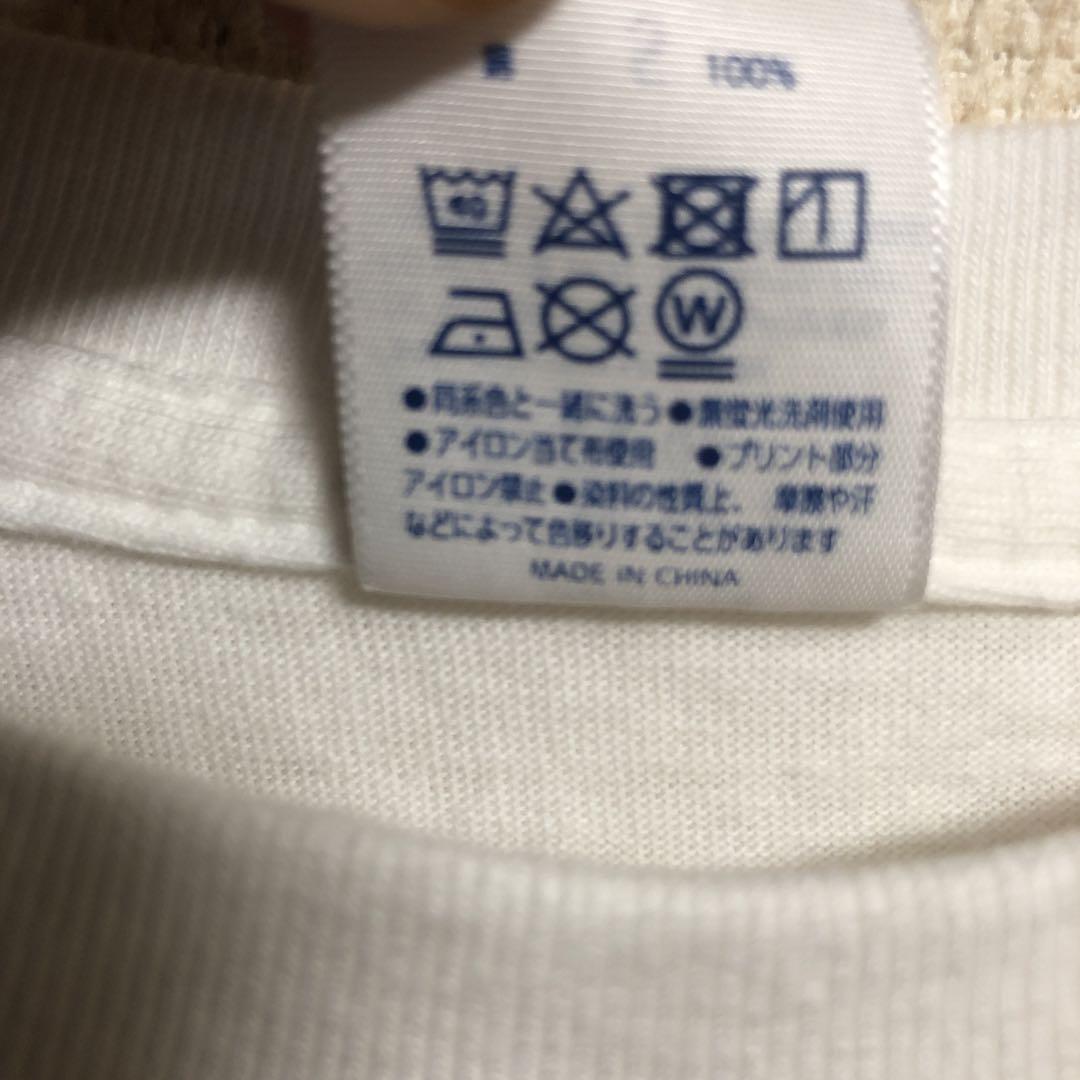 100%
40
W
●同系色と一緒に洗う●無蛍光洗剤使用
●アイロン当て布使用 ●プリント部分
アイロン禁止●染料の性質上、摩擦や汗
などによって色移りすることがあります
MADE IN CHINA